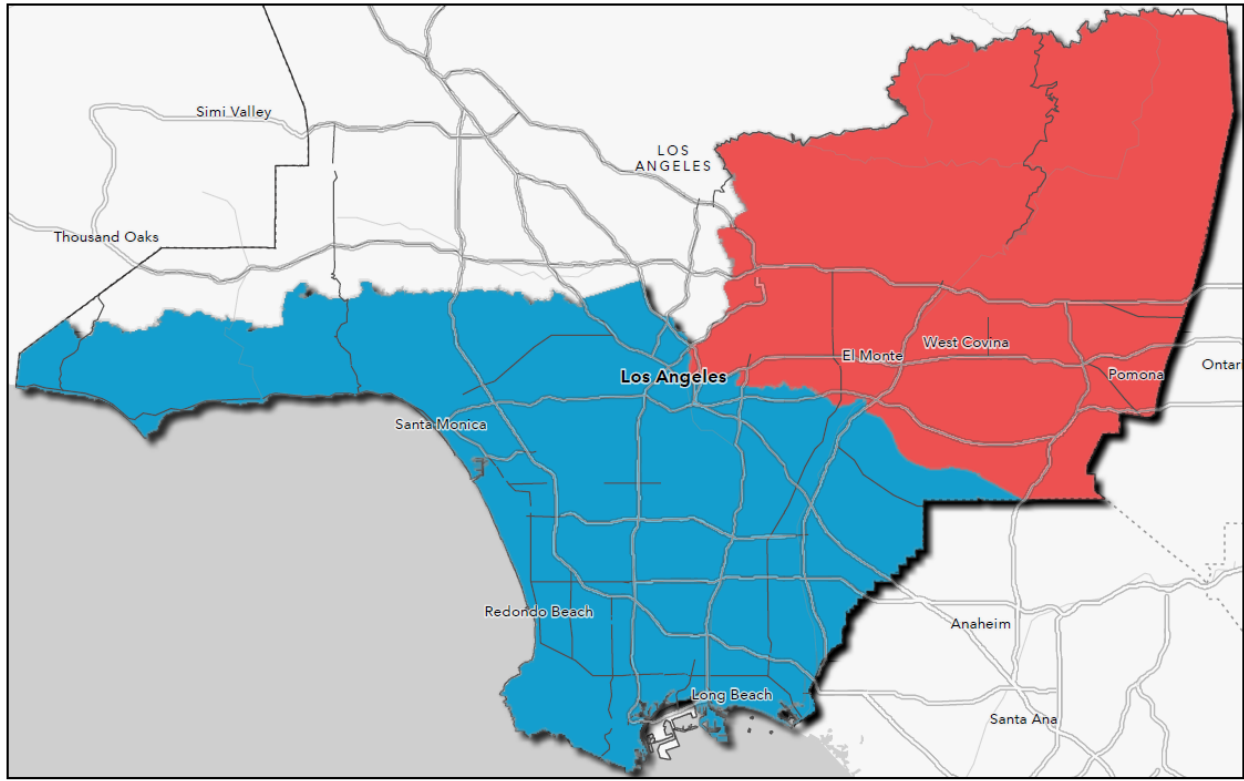 Simi Valley
LOS
ANGELES
Thousand Oaks
El Monte
West Covina
Los Angeles
Pomona
Ontari
Santa Monica
Redondo Beach
Anaheim
Long Beach
Santa Ana